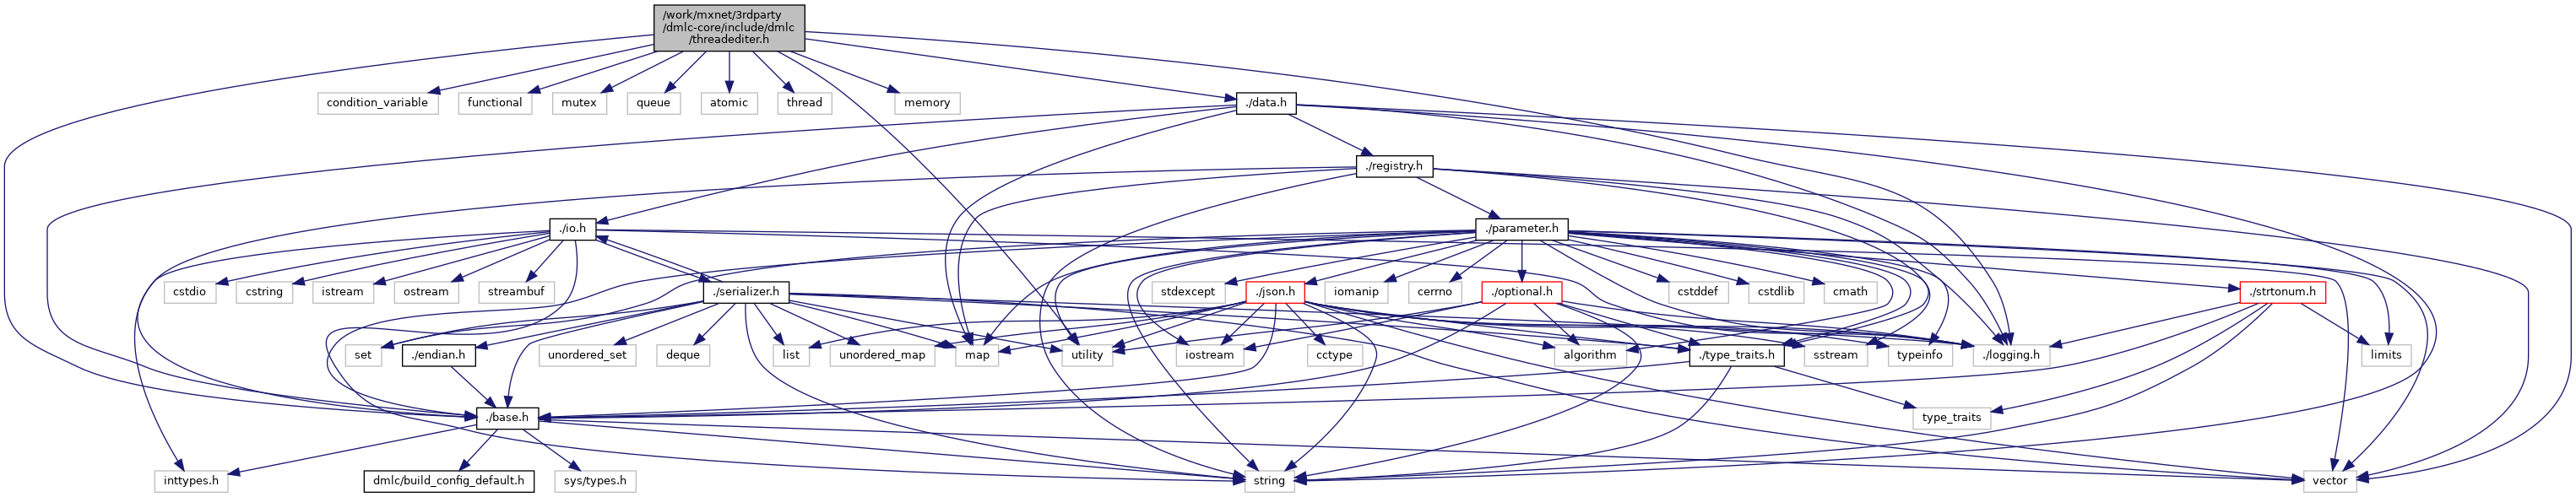 /work/mxnet/3rdparty
/dmlc-core/include/dmlc
/threadediter.h
condition_variable
functional
mutex
queue
atomic
thread
memory
./data.h
./registry.h
./io.h
./parameter.h
cstdio
cstring
istream
ostream
streambuf
./serializer.h
stdexcept
./json.h
iomanip
cerrno
./optional.h
cstddef
cstdlib
cmath
./strtonum.h
set
./endian.h
unordered_set
deque
list
unordered_map
map
utility
iostream
cctype
algorithm
./type_traits.h
sstream
typeinfo
./logging.h
limits
./base.h
type_traits
inttypes.h
dmlc/build_config_default.h
sys/types.h
string
vector